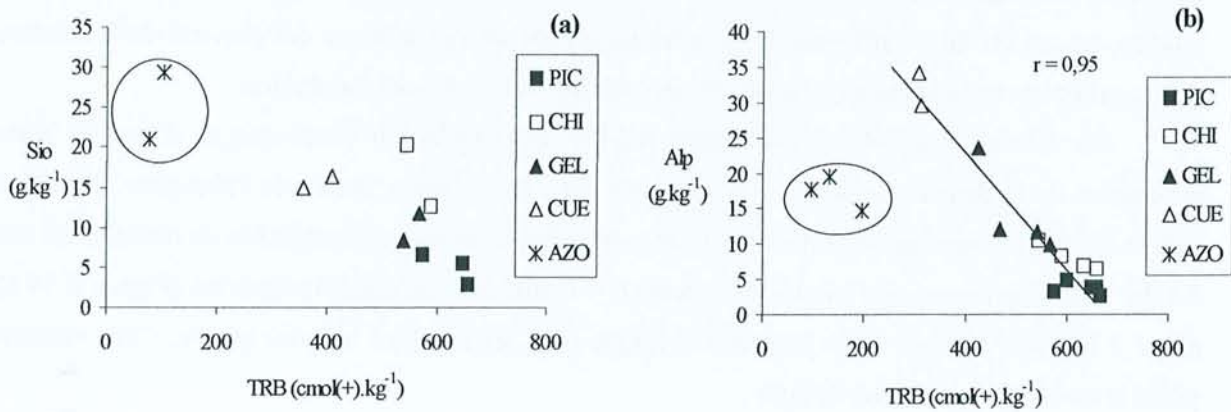 (a)
35
30
25
20
15
10
5
0
Sio
(g.kg⁻¹)
0 200 400 600 800
TRB (cmol(+).kg⁻¹)
PIC
CHI
GEL
CUE
AZO
(b)
r = 0,95
40
35
30
25
20
15
10
5
0
Alp
(g.kg⁻¹)
0 200 400 600 800
TRB (cmol(+).kg⁻¹)
PIC
CHI
GEL
CUE
AZO